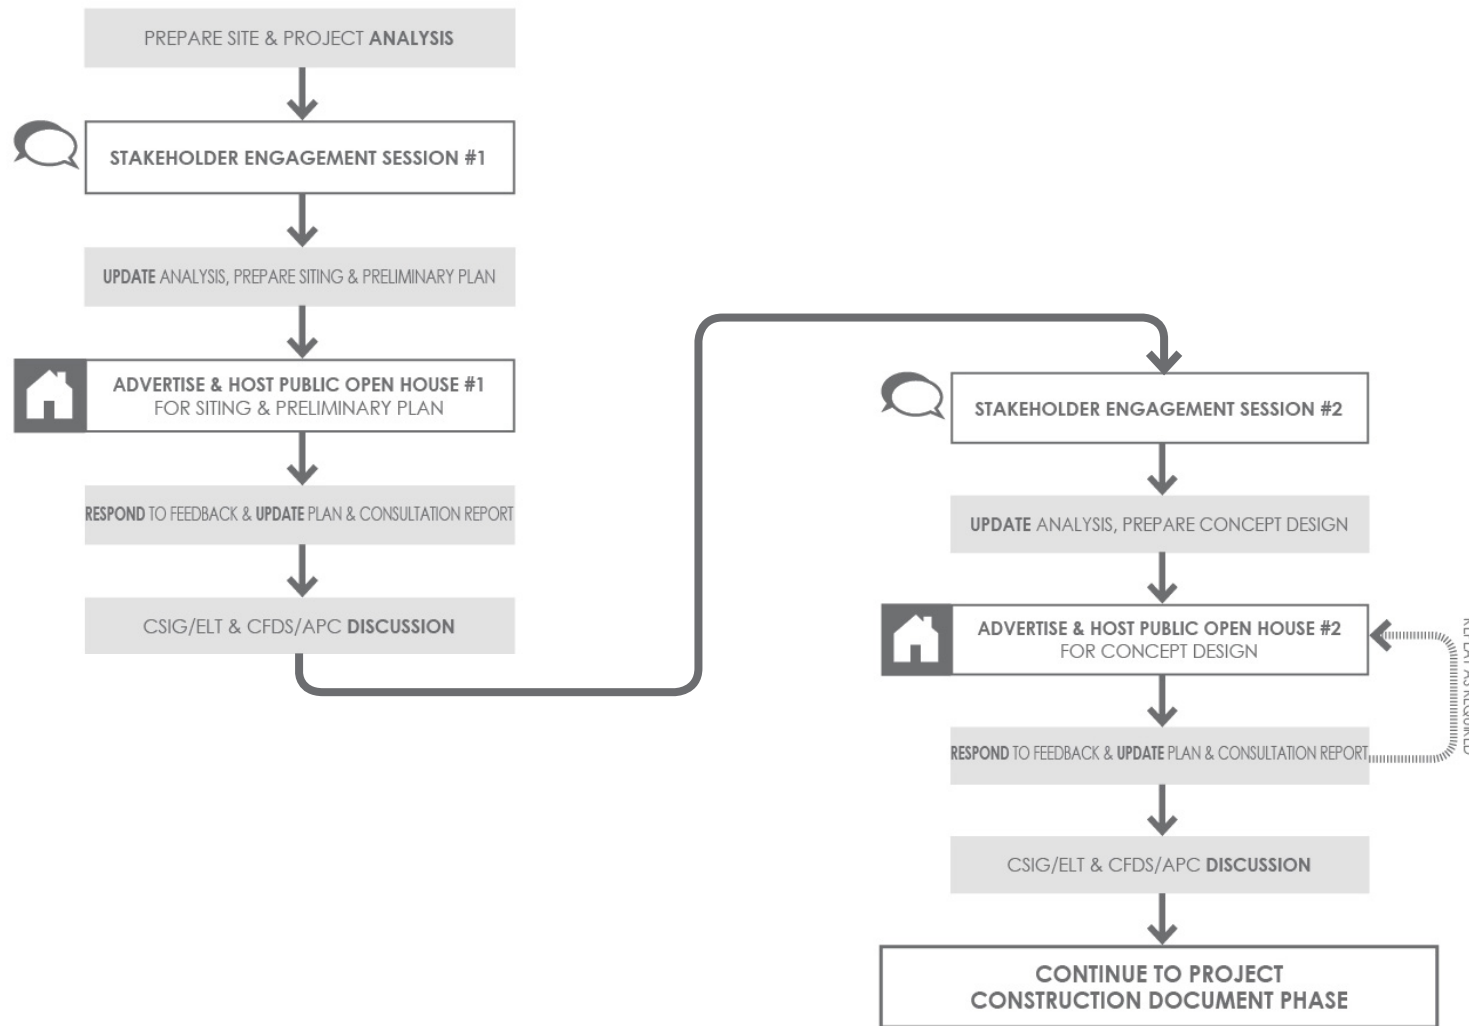 PREPARE SITE & PROJECT ANALYSIS
STAKEHOLDER ENGAGEMENT SESSION #1
UPDATE ANALYSIS, PREPARE SITING & PRELIMINARY PLAN
ADVERTISE & HOST PUBLIC OPEN HOUSE #1
FOR SITING & PRELIMINARY PLAN
RESPOND TO FEEDBACK & UPDATE PLAN & CONSULTATION REPORT
CSIG/ELT & CFDS/APC DISCUSSION
STAKEHOLDER ENGAGEMENT SESSION #2
UPDATE ANALYSIS, PREPARE CONCEPT DESIGN
ADVERTISE & HOST PUBLIC OPEN HOUSE #2
FOR CONCEPT DESIGN
REPEAT AS REQUIRED
RESPOND TO FEEDBACK & UPDATE PLAN & CONSULTATION REPORT
CSIG/ELT & CFDS/APC DISCUSSION
CONTINUE TO PROJECT
CONSTRUCTION DOCUMENT PHASE